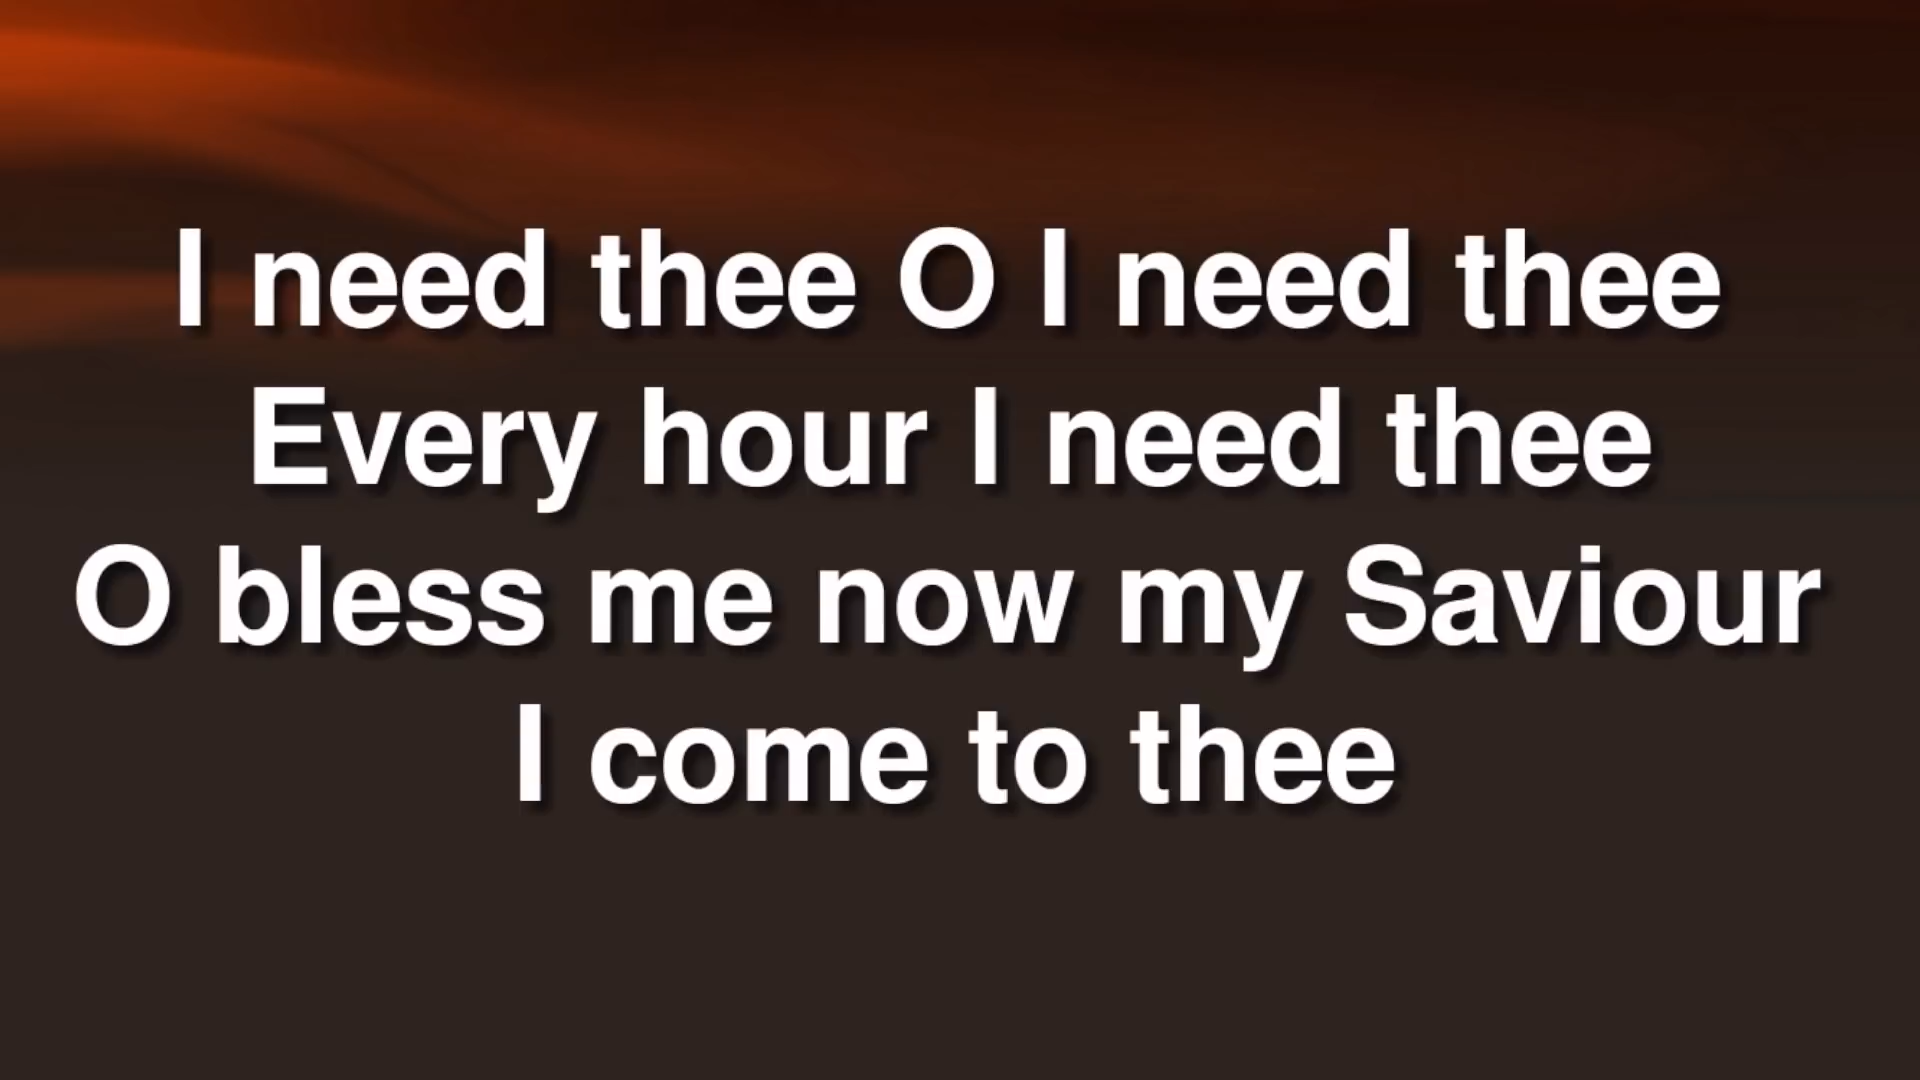 I need thee O I need thee
Every hour I need thee
O bless me now my Saviour
I come to thee